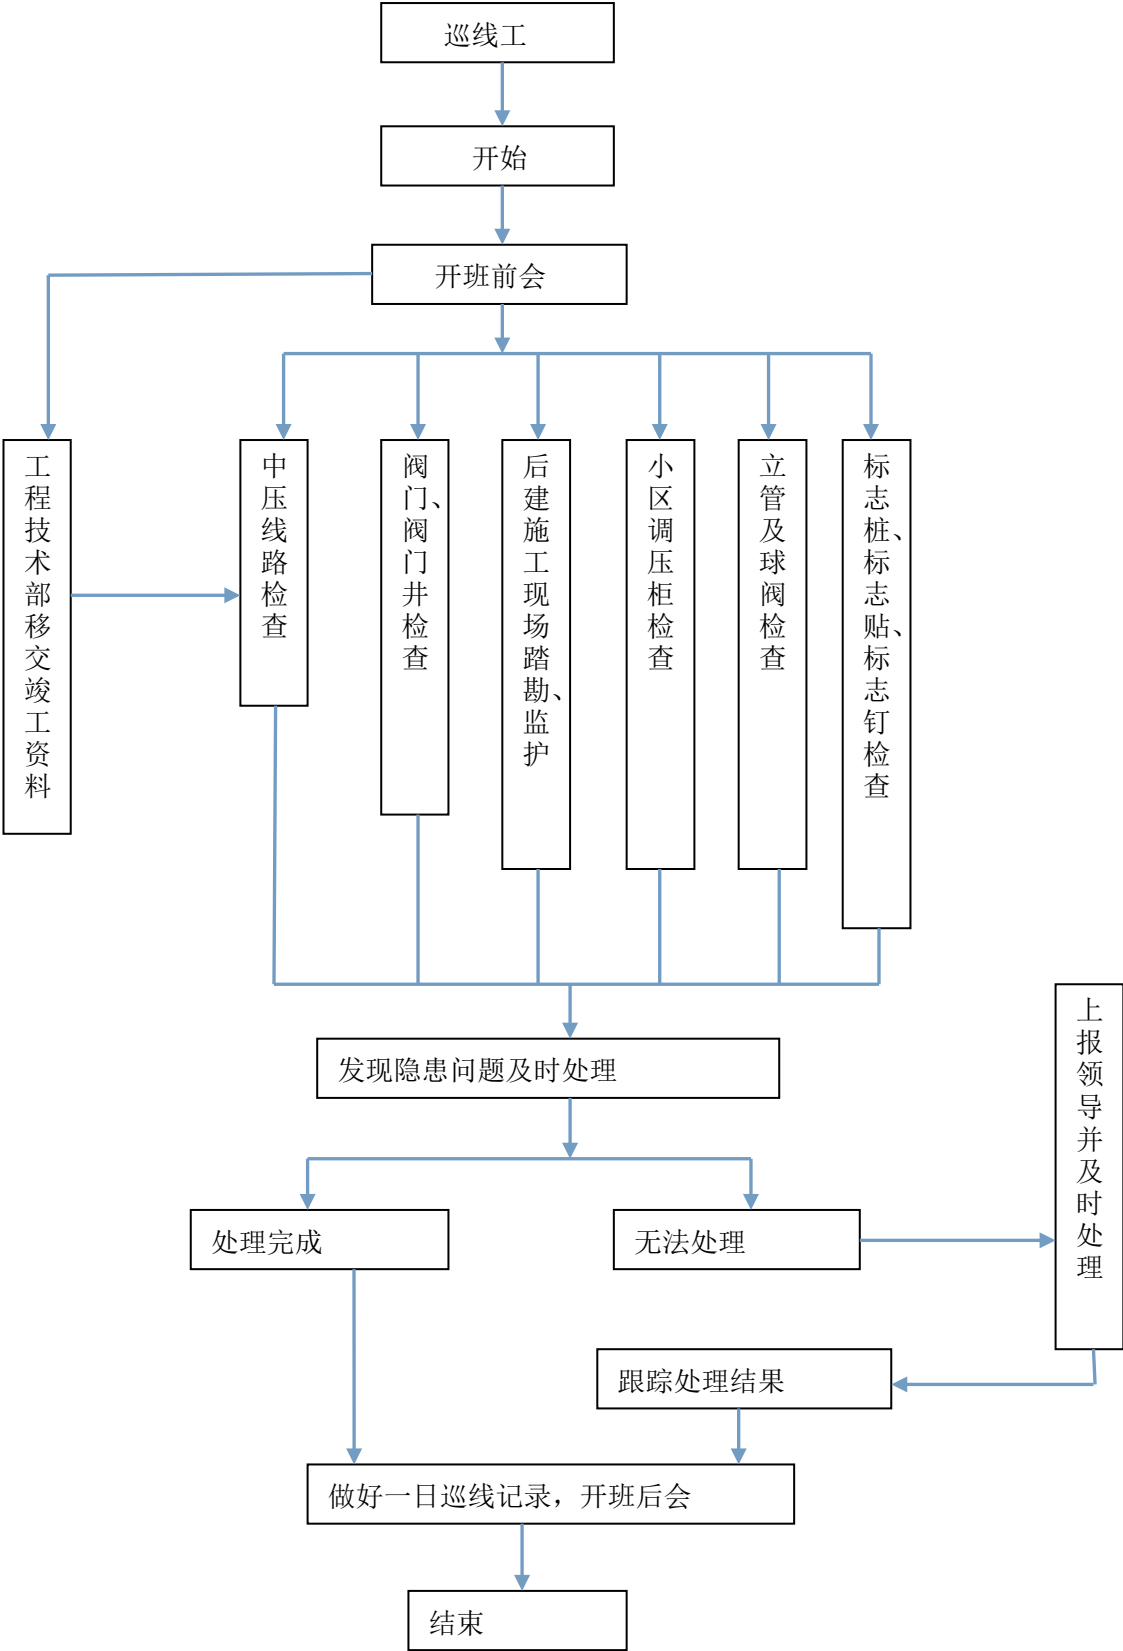 巡线工
开始
开班前会
工程技术部移交竣工资料
中压线路检查
阀门、阀门井检查
后建施工现场踏勘、监护
小区调压柜检查
立管及球阀检查
标志桩、标志贴、标志钉检查
发现隐患问题及时处理
上报领导并及时处理
处理完成
无法处理
跟踪处理结果
做好一日巡线记录，开班后会
结束